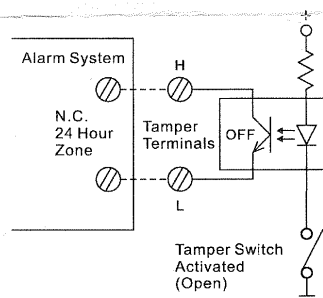 Alarm System
H
N.C.
24 Hour
Zone
Tamper
Terminals
OFF
L
Tamper Switch
Activated
(Open)